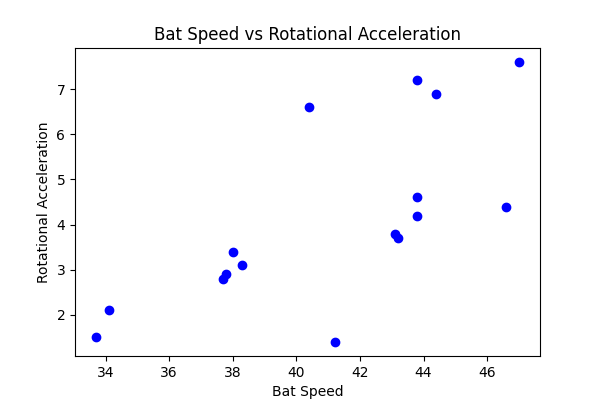 Bat Speed vs Rotational Acceleration
7
6
5
4
3
2
Rotational Acceleration
34 36 38 40 42 44 46
Bat Speed